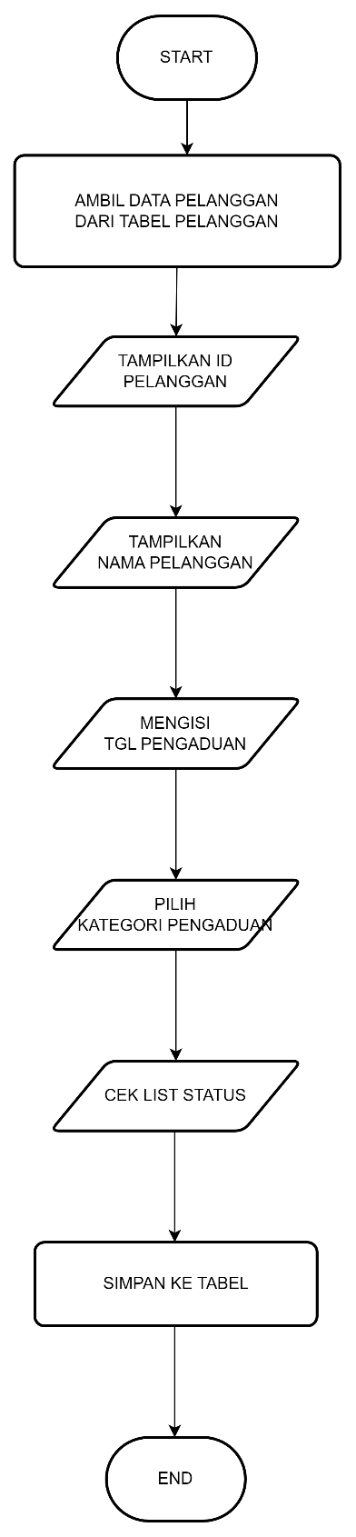 START
AMBIL DATA PELANGGAN
DARI TABEL PELANGGAN
TAMPILKAN ID
PELANGGAN
TAMPILKAN
NAMA PELANGGAN
MENGISI
TGL PENGADUAN
PILIH
KATEGORI PENGADUAN
CEK LIST STATUS
SIMPAN KE TABEL
END